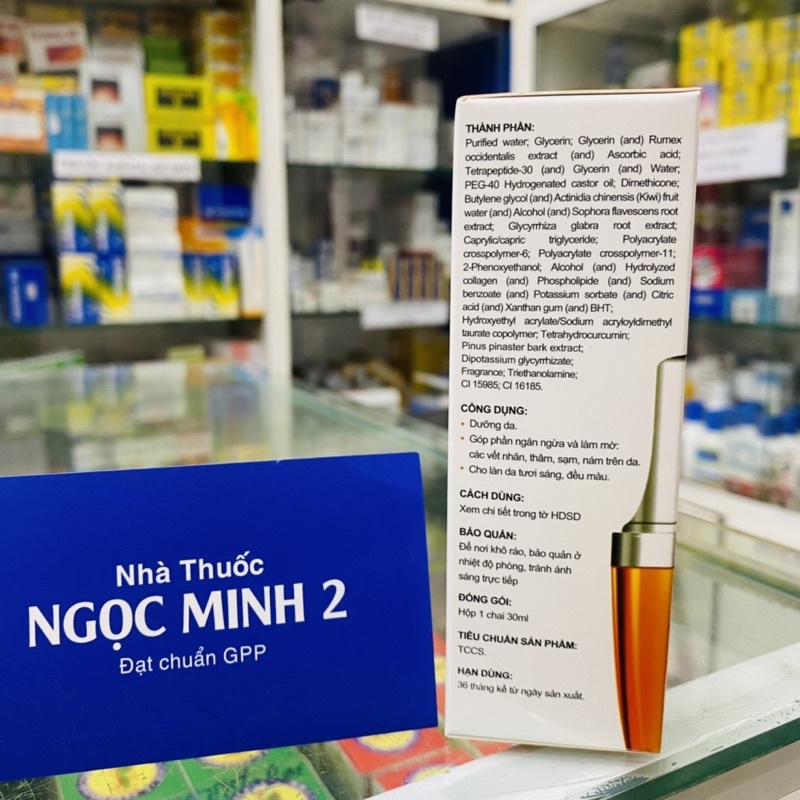 THÀNH PHẦN:
Purified water; Glycerin; Glycerin (and) Rumex
occidentalis extract (and) Ascorbic acid;
Tetrapeptide-30 (and) Glycerin (and) Water;
PEG-40 Hydrogenated castor oil; Dimethicone;
Butylene glycol (and) Actinidia chinensis (Kiwi) fruit
water (and) Alcohol (and) Sophora flavescens root
extract; Glycyrrhiza glabra root extract;
Caprylic/capric triglyceride; Polyacrylate
crosspolymer-6; Polyacrylate crosspolymer-11;
2-Phenoxyethanol; Alcohol (and) Hydrolyzed
collagen (and) Phospholipide (and) Sodium
benzoate (and) Potassium sorbate (and) Citric
acid (and) Xanthan gum (and) BHT;
Hydroxyethyl acrylate/Sodium acryloyldimethyl
taurate copolymer; Tetrahydrocurcumin;
Pinus pinaster bark extract;
Dipotassium glycyrrhizate;
Fragrance; Triethanolamine;
CI 15985; CI 16185.
CÔNG DỤNG:
• Dưỡng da.
• Góp phần ngăn ngừa và làm mờ:
các vết nhăn, thâm, sạm, nám trên da.
• Cho làn da tươi sáng, đều màu.
CÁCH DÙNG:
Xem chi tiết trong tờ HDSD
BẢO QUẢN:
Để nơi khô ráo, bảo quản ở
nhiệt độ phòng, tránh ánh
sáng trực tiếp
ĐÓNG GÓI:
Hộp 1 chai 30ml
TIÊU CHUẨN SẢN PHẨM:
TCCS.
HẠN DÙNG:
36 tháng kể từ ngày sản xuất.
Nhà Thuốc
NGỌC MINH 2
Đạt chuẩn GPP